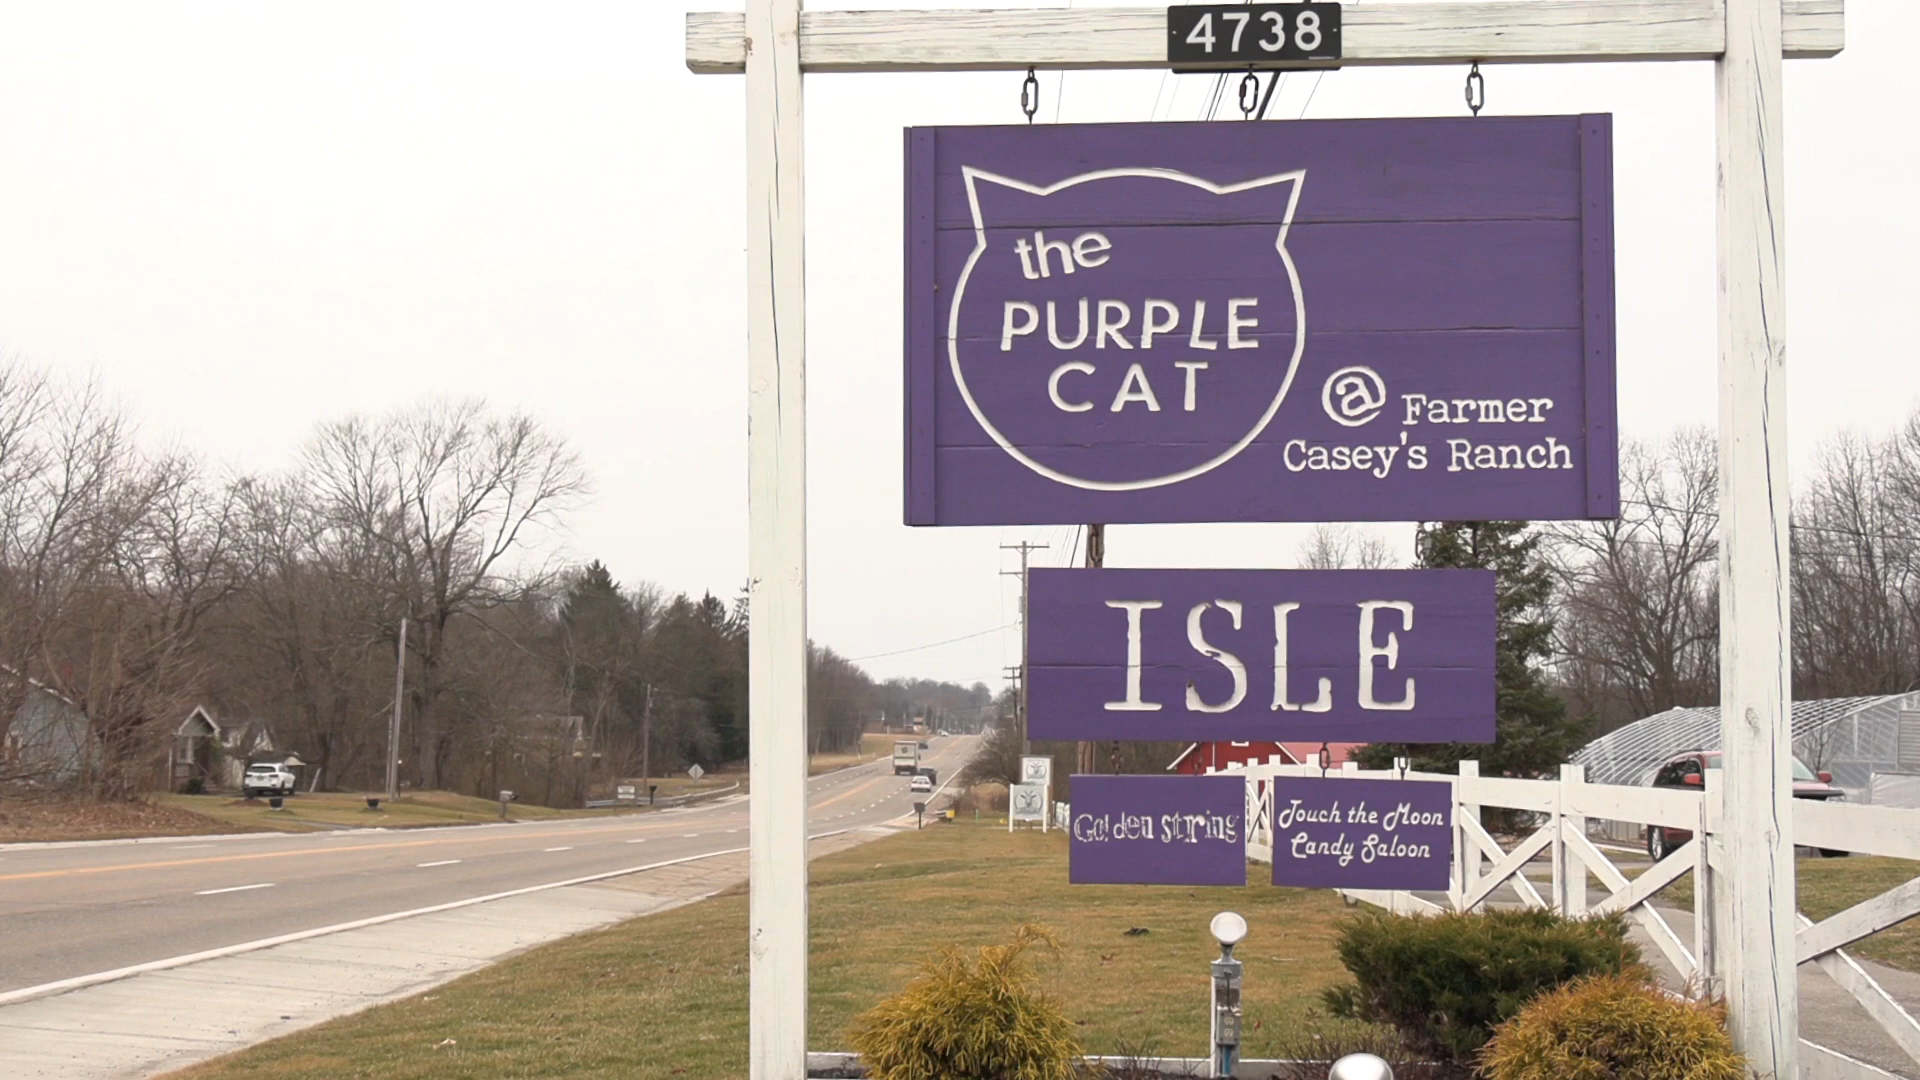 4738
the
PURPLE
CAT
@ Farmer
Casey's Ranch
ISLE
Golden string
Touch the Moon
Candy Saloon